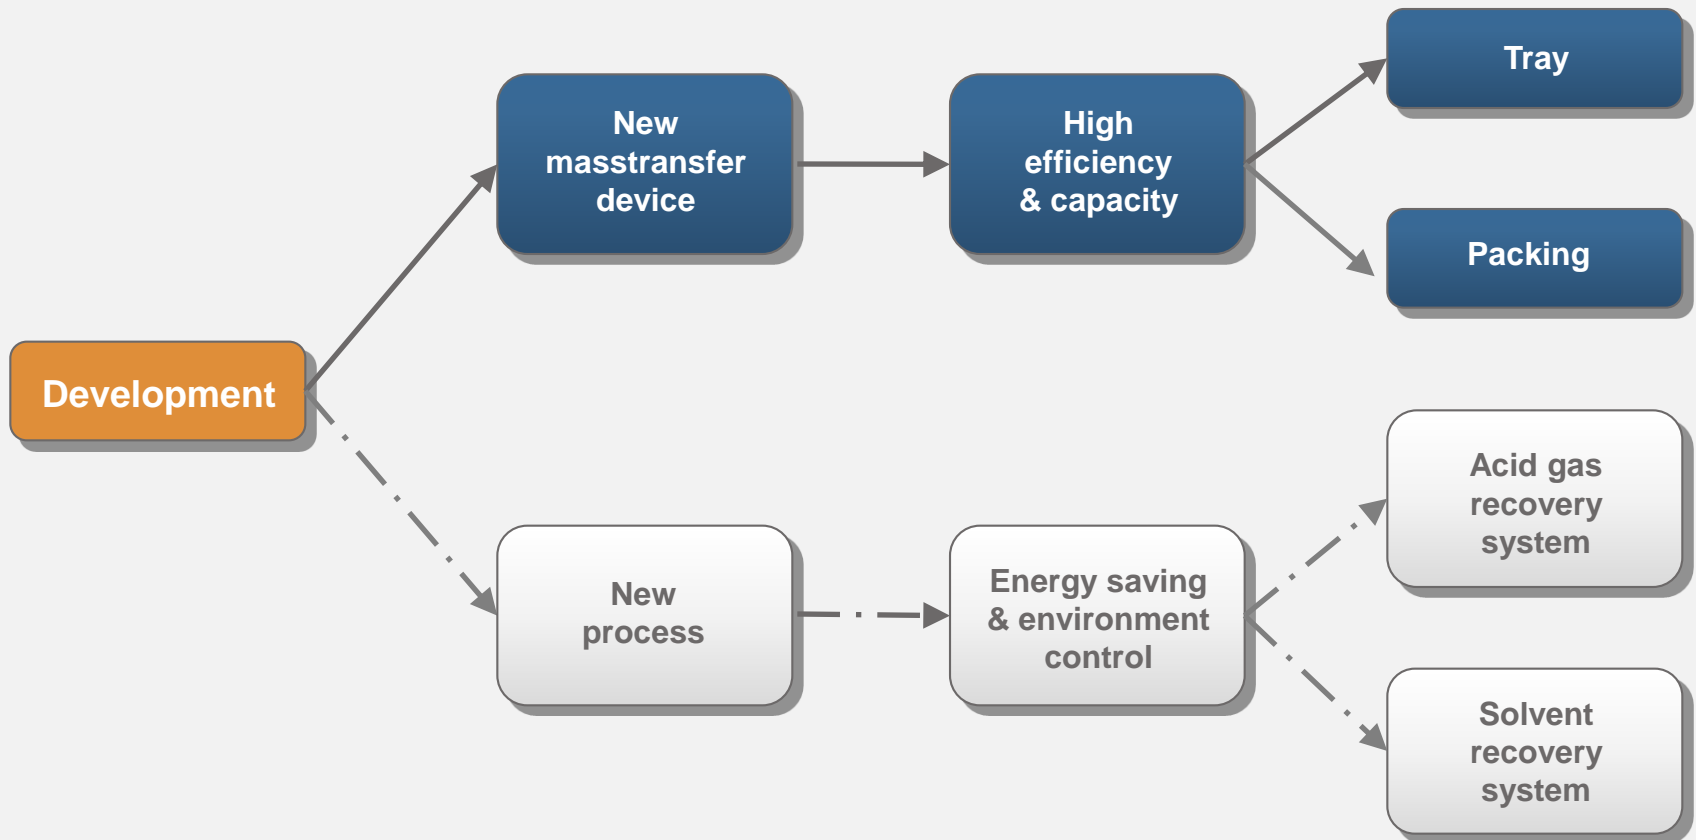 Development
New
masstransfer
device
High
efficiency
& capacity
Tray
Packing
New
process
Energy saving
& environment
control
Acid gas
recovery
system
Solvent
recovery
system